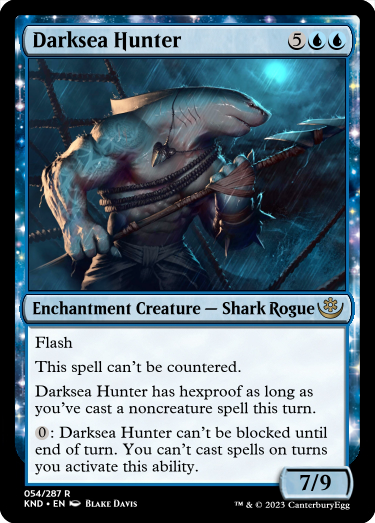 Darksea Hunter 5
Enchantment Creature — Shark Rogue
Flash
This spell can't be countered.
Darksea Hunter has hexproof as long as
you've cast a noncreature spell this turn.
0: Darksea Hunter can't be blocked until
end of turn. You can't cast spells on turns
you activate this ability.
7/9
054/287 R
KND • EN Blake Davis
™ & © 2023 CanterburyEgg